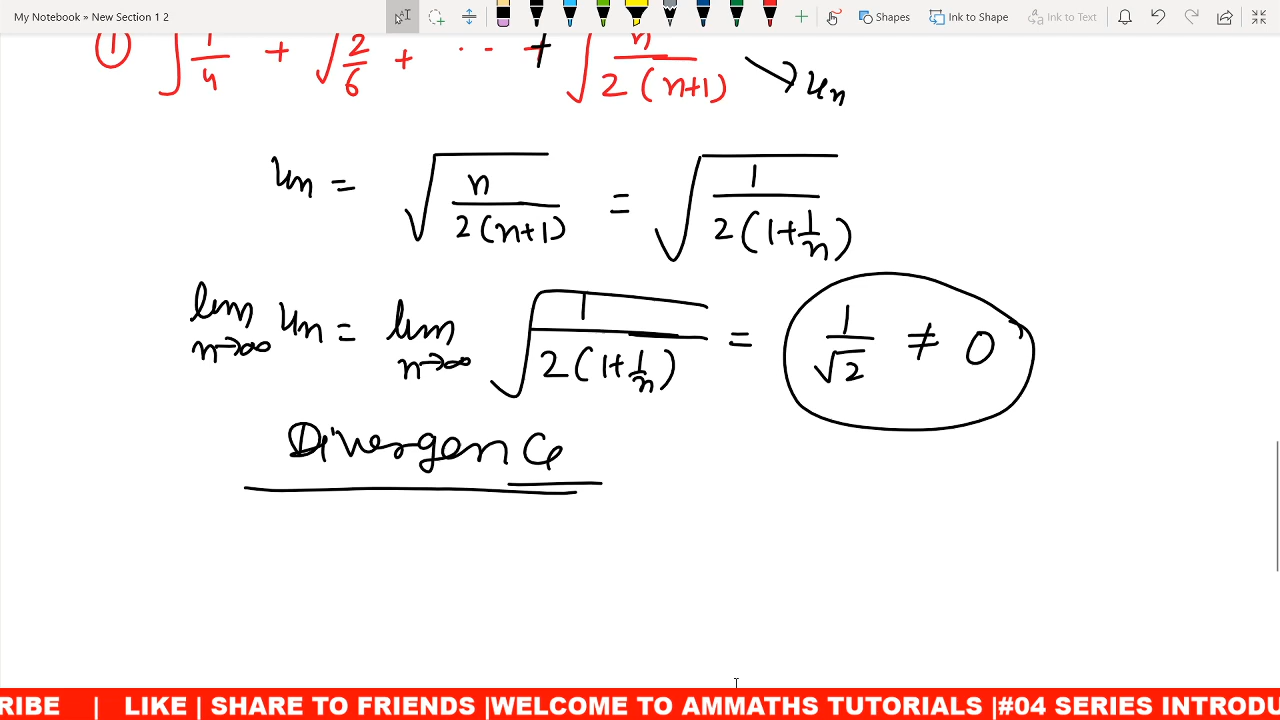 My Notebook » New Section 1 2
Shapes Ink to Shape Ink to Text
① √1/4 + √2/6 + ... + √n/2(n+1) → un
un = √n/2(n+1) = √1/2(1+1/n)
lim n→∞ un = lim n→∞ √1/2(1+1/n) = 1/√2 ≠ 0
Divergence
RIBE | LIKE | SHARE TO FRIENDS |WELCOME TO AMMATHS TUTORIALS |#04 SERIES INTRODU